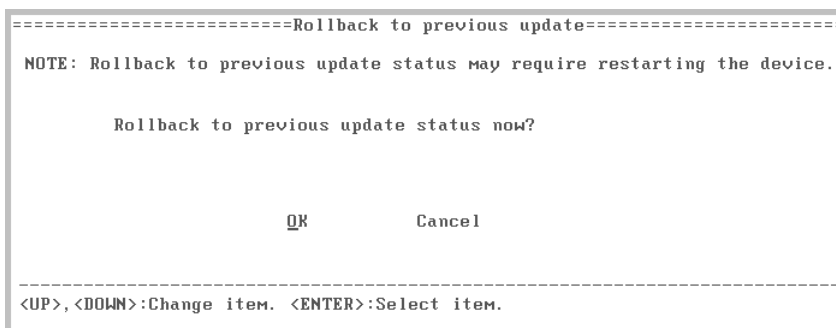 ==========================Rollback to previous update========================
NOTE: Rollback to previous update status may require restarting the device.
Rollback to previous update status now?
OK Cancel
----------------------------------------------------------------------------
<UP>,<DOWN>:Change item. <ENTER>:Select item.